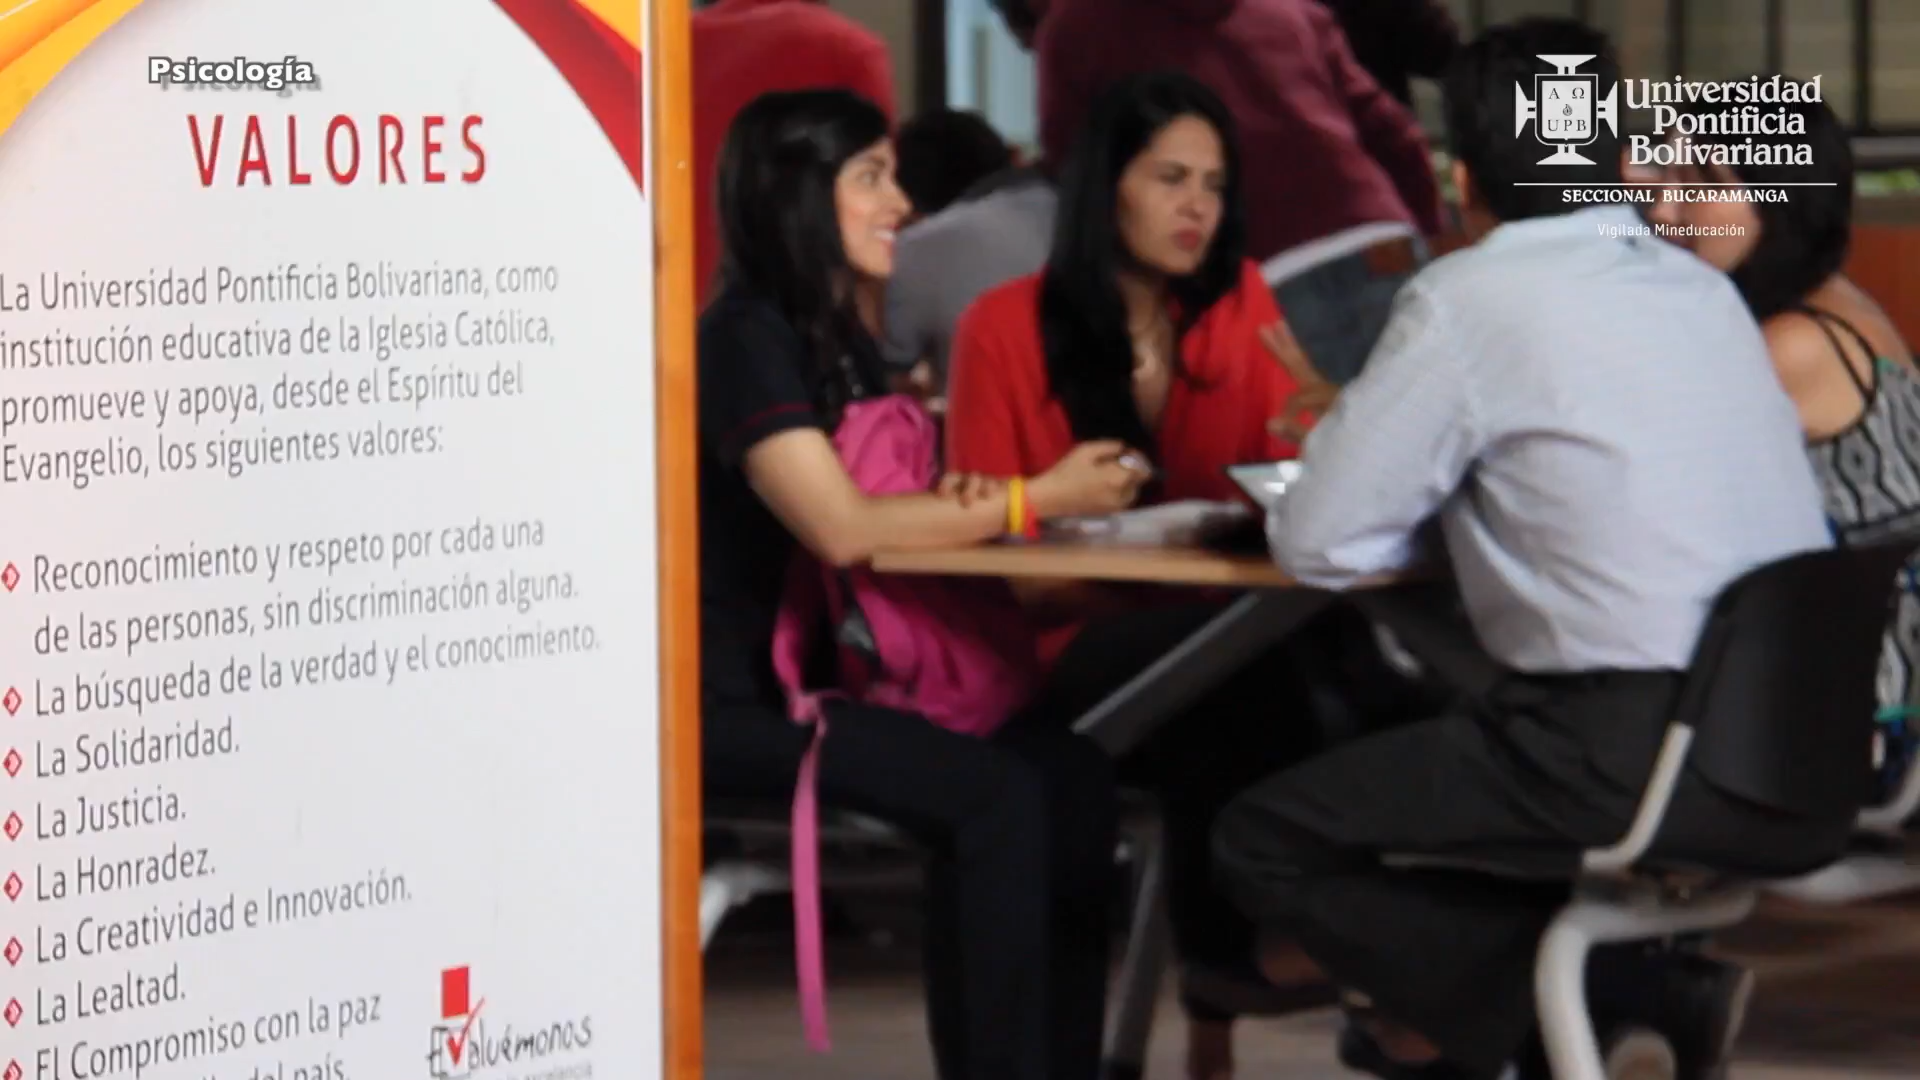 Psicología
VALORES
La Universidad Pontificia Bolivariana, como
institución educativa de la Iglesia Católica,
promueve y apoya, desde el Espíritu del
Evangelio, los siguientes valores:
Reconocimiento y respeto por cada una
de las personas, sin discriminación alguna.
La búsqueda de la verdad y el conocimiento.
La Solidaridad.
La Justicia.
La Honradez.
La Creatividad e Innovación.
La Lealtad.
El Compromiso con la paz
del país.
Evaluémonos
Α Ω
UPB
Universidad
Pontificia
Bolivariana
SECCIONAL BUCARAMANGA
Vigilada Mineducación